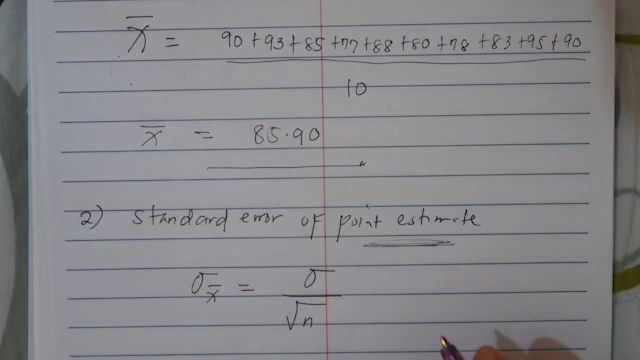 x̄ = 90 + 93 + 85 + 77 + 88 + 80 + 78 + 83 + 95 + 90
10
x̄ = 85.90
2) Standard error of point estimate
σx̄ = σ
√n